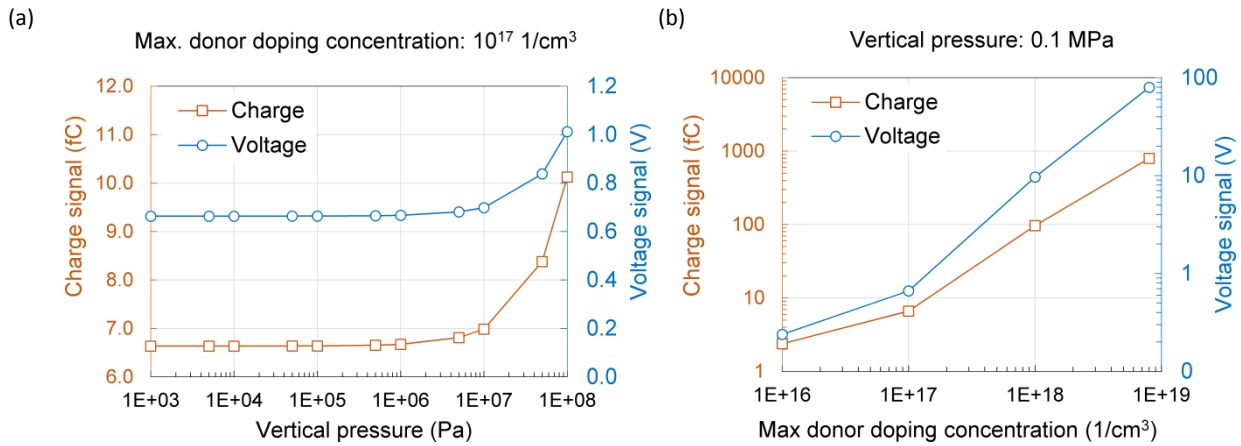 (a)
Max. donor doping concentration: 10¹⁷ 1/cm³
Charge signal (fC)
12.0
11.0
10.0
9.0
8.0
7.0
6.0
Charge
Voltage
1.2
1.0
0.8
0.6
0.4
0.2
0.0
Voltage signal (V)
1E+03 1E+04 1E+05 1E+06 1E+07 1E+08
Vertical pressure (Pa)
(b)
Vertical pressure: 0.1 MPa
Charge signal (fC)
10000
1000
100
10
1
Charge
Voltage
100
10
1
0
Voltage signal (V)
1E+16 1E+17 1E+18 1E+19
Max donor doping concentration (1/cm³)